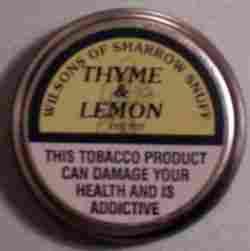 WILSONS OF SHARROW SNUFF
THYME
&
LEMON
THIS TOBACCO PRODUCT
CAN DAMAGE YOUR
HEALTH AND IS
ADDICTIVE